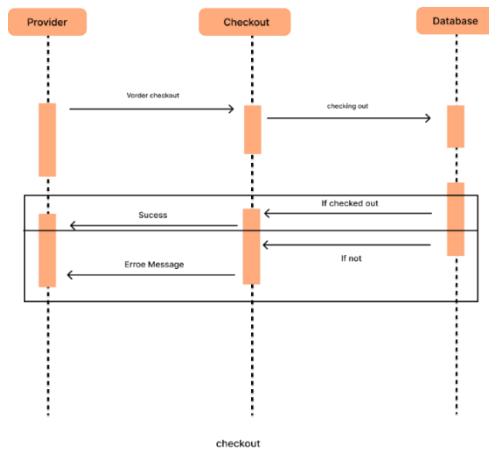 Provider
Checkout
Database
Vorder checkout
checking out
If checked out
Sucess
If not
Erroe Message
checkout